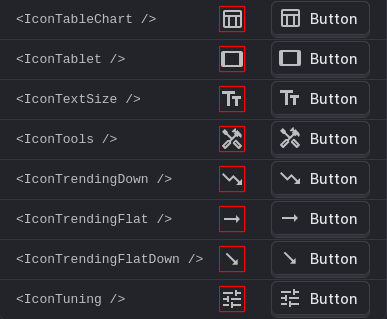 <IconTableChart /> Button
<IconTablet /> Button
<IconTextSize /> Button
<IconTools /> Button
<IconTrendingDown /> Button
<IconTrendingFlat /> Button
<IconTrendingFlatDown /> Button
<IconTuning /> Button